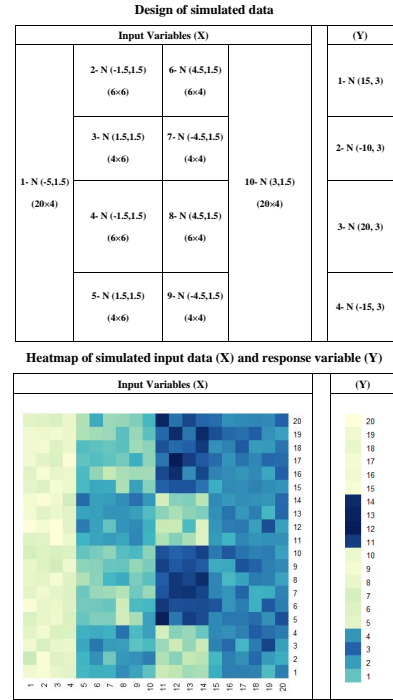 Design of simulated data
Input Variables (X)
(Y)
2- N (-1.5,1.5)
(6×6)
6- N (4.5,1.5)
(6×4)
1- N (15, 3)
3- N (1.5,1.5)
(4×6)
7- N (-4.5,1.5)
(4×4)
2- N (-10, 3)
1- N (-5,1.5)
(20×4)
10- N (3,1.5)
(20×4)
4- N (-1.5,1.5)
(6×6)
8- N (4.5,1.5)
(6×4)
3- N (20, 3)
5- N (1.5,1.5)
(4×6)
9- N (-4.5,1.5)
(4×4)
4- N (-15, 3)
Heatmap of simulated input data (X) and response variable (Y)
Input Variables (X)
(Y)
20 20
19 19
18 18
17 17
16 16
15 15
14 14
13 13
12 12
11 11
10 10
9 9
8 8
7 7
6 6
5 5
4 4
3 3
2 2
1 1
1 2 3 4 5 6 7 8 9 10 11 12 13 14 15 16 17 18 19 20